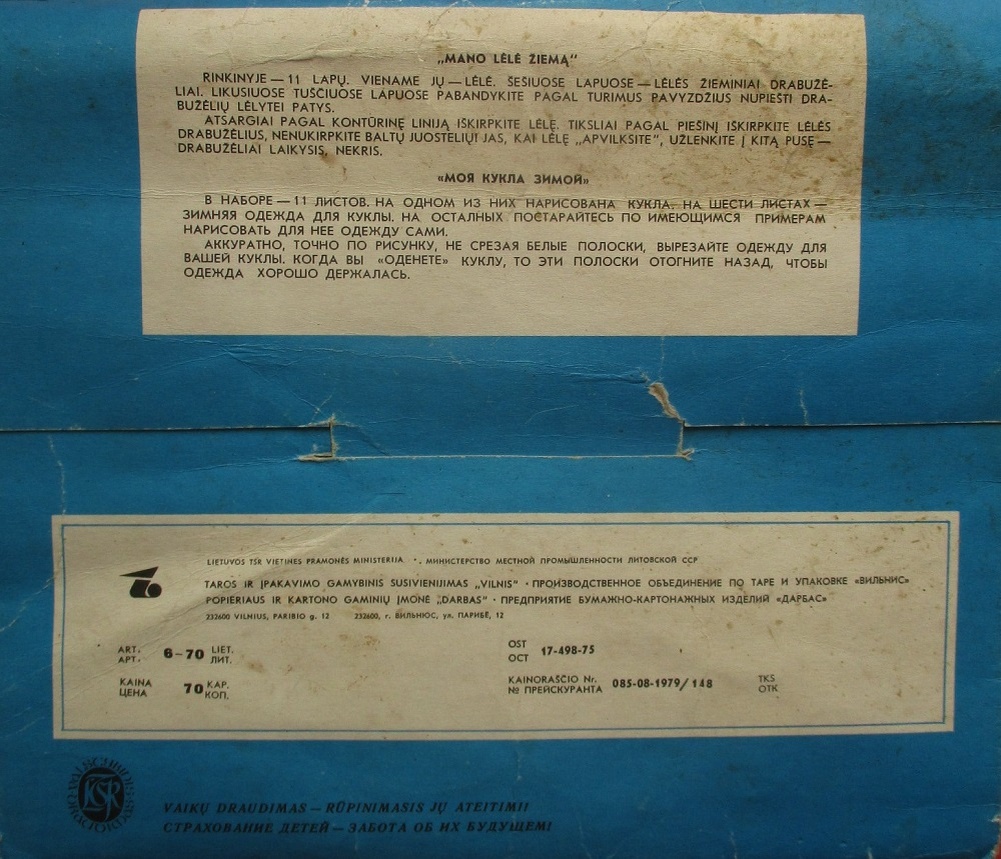 „MANO LĖLĖ ŽIEMĄ“
RINKINYJE — 11 LAPŲ. VIENAME JŲ — LĖLĖ. ŠEŠIUOSE LAPUOSE — LĖLĖS ŽIEMINIAI DRABUŽĖ-
LIAI. LIKUSIUOSE TUŠČIUOSE LAPUOSE PABANDYKITE PAGAL TURIMUS PAVYZDŽIUS NUPIEŠTI DRA-
BUŽĖLIŲ LĖLYTEI PATYS.
ATSARGIAI PAGAL KONTŪRINĘ LINIJĄ IŠKIRPKITE LĖLĘ. TIKSLIAI PAGAL PIEŠINĮ IŠKIRPKITE LĖLĖS
DRABUŽĖLIUS, NENUKIRPKITE BALTŲ JUOSTELIŲ! JAS, KAI LĖLĘ „APVILKSITE“, UŽLENKITE Į KITĄ PUSĘ —
DRABUŽĖLIAI LAIKYSIS, NEKRIS.
«МОЯ КУКЛА ЗИМОЙ»
В НАБОРЕ — 11 ЛИСТОВ. НА ОДНОМ ИЗ НИХ НАРИСОВАНА КУКЛА. НА ШЕСТИ ЛИСТАХ —
ЗИМНЯЯ ОДЕЖДА ДЛЯ КУКЛЫ. НА ОСТАЛНЫХ ПОСТАРАЙТЕСЬ ПО ИМЕЮЩИМСЯ ПРИМЕРАМ
НАРИСОВАТЬ ДЛЯ НЕЕ ОДЕЖДУ САМИ.
АККУРАТНО, ТОЧНО ПО РИСУНКУ, НЕ СРЕЗАЯ БЕЛЫЕ ПОЛОСКИ, ВЫРЕЗАЙТЕ ОДЕЖДУ ДЛЯ
ВАШЕЙ КУКЛЫ. КОГДА ВЫ «ОДЕНЕТЕ» КУКЛУ, ТО ЭТИ ПОЛОСКИ ОТОГНИТЕ НАЗАД, ЧТОБЫ
ОДЕЖДА ХОРОШО ДЕРЖАЛАСЬ.
LIETUVOS TSR VIETINĖS PRAMONĖS MINISTERIJA · МИНИСТЕРСТВО МЕСТНОЙ ПРОМЫШЛЕННОСТИ ЛИТОВСКОЙ ССР
TAROS IR ĮPAKAVIMO GAMYBINIS SUSIVIENIJIMAS „VILNIS“ · ПРОИЗВОДСТВЕННОЕ ОБЪЕДИНЕНИЕ ПО ТАРЕ И УПАКОВКЕ «ВИЛЬНИС»
POPIERIAUS IR KARTONO GAMINIŲ ĮMONĖ „DARBAS“ · ПРЕДПРИЯТИЕ БУМАЖНО-КАРТОНАЖНЫХ ИЗДЕЛИЙ «ДАРБАС»
232600 VILNIUS, PARIBIO g. 12 232600, г. ВИЛЬНЮС, ул. ПАРИБЕ, 12
ART. 6-70 LIET. OST 17-498-75
АРТ. ЛИТ. ОСТ
KAINA 70 KAP. KAINORAŠČIO Nr. 085-08-1979/148 TKS
ЦЕНА КОП. № ПРЕЙСКУРАНТА ОТК
VAIKŲ DRAUDIMAS — RŪPINIMASIS JŲ ATEITIMI!
СТРАХОВАНИЕ ДЕТЕЙ — ЗАБОТА ОБ ИХ БУДУЩЕМ!